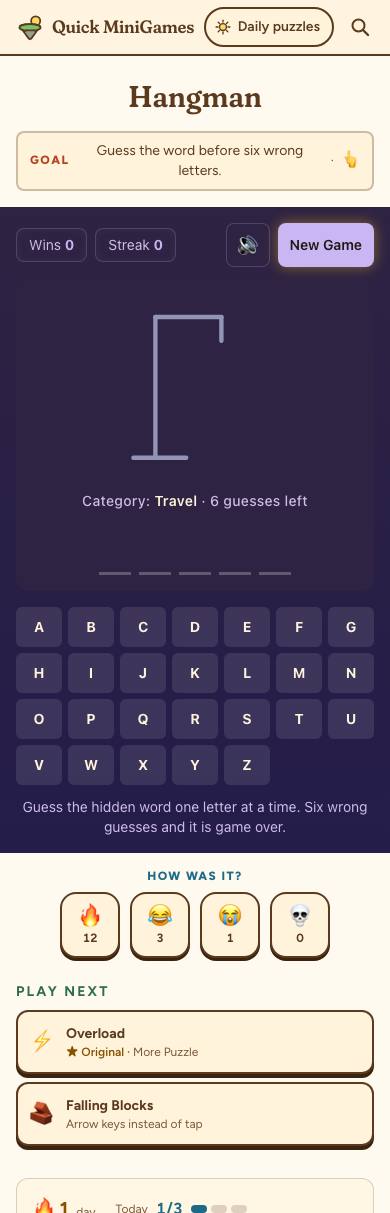 Quick MiniGames
Daily puzzles
Hangman
GOAL
Guess the word before six wrong
letters.
Wins 0
Streak 0
New Game
Category: Travel · 6 guesses left
A B C D E F G
H I J K L M N
O P Q R S T U
V W X Y Z
Guess the hidden word one letter at a time. Six wrong
guesses and it is game over.
HOW WAS IT?
12 3 1 0
PLAY NEXT
Overload
Original · More Puzzle
Falling Blocks
Arrow keys instead of tap
1 day Today 1/3